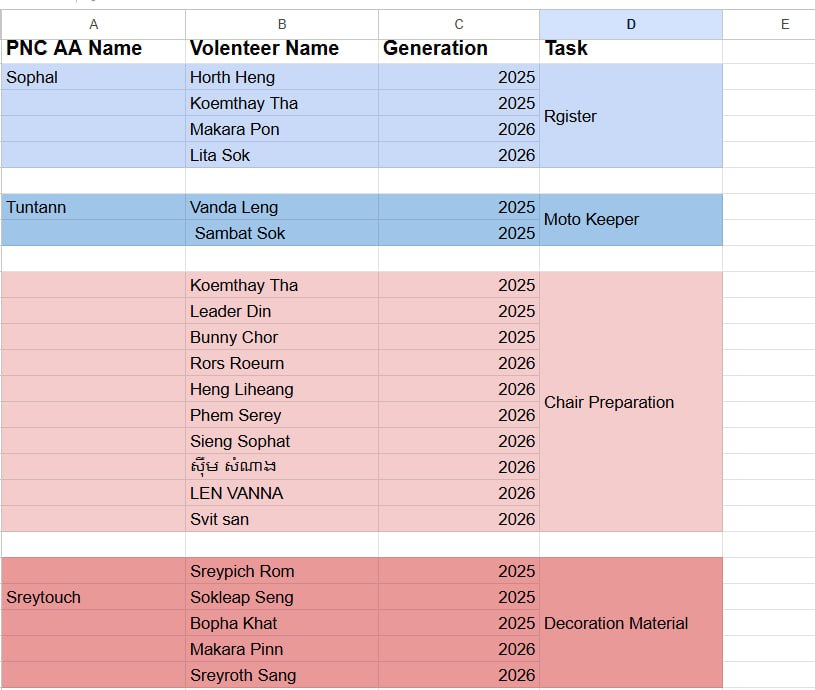 A B C D E
PNC AA Name Volenteer Name Generation Task
Sophal Horth Heng 2025
Koemthay Tha 2025
Rgister
Makara Pon 2026
Lita Sok 2026
Tuntann Vanda Leng 2025
Moto Keeper
Sambat Sok 2025
Koemthay Tha 2025
Leader Din 2025
Bunny Chor 2025
Rors Roeurn 2026
Heng Liheang 2026
Chair Preparation
Phem Serey 2026
Sieng Sophat 2026
ស៊ឹម សំណាង 2026
LEN VANNA 2026
Svit san 2026
Sreypich Rom 2025
Sreytouch Sokleap Seng 2025
Bopha Khat 2025 Decoration Material
Makara Pinn 2026
Sreyroth Sang 2026